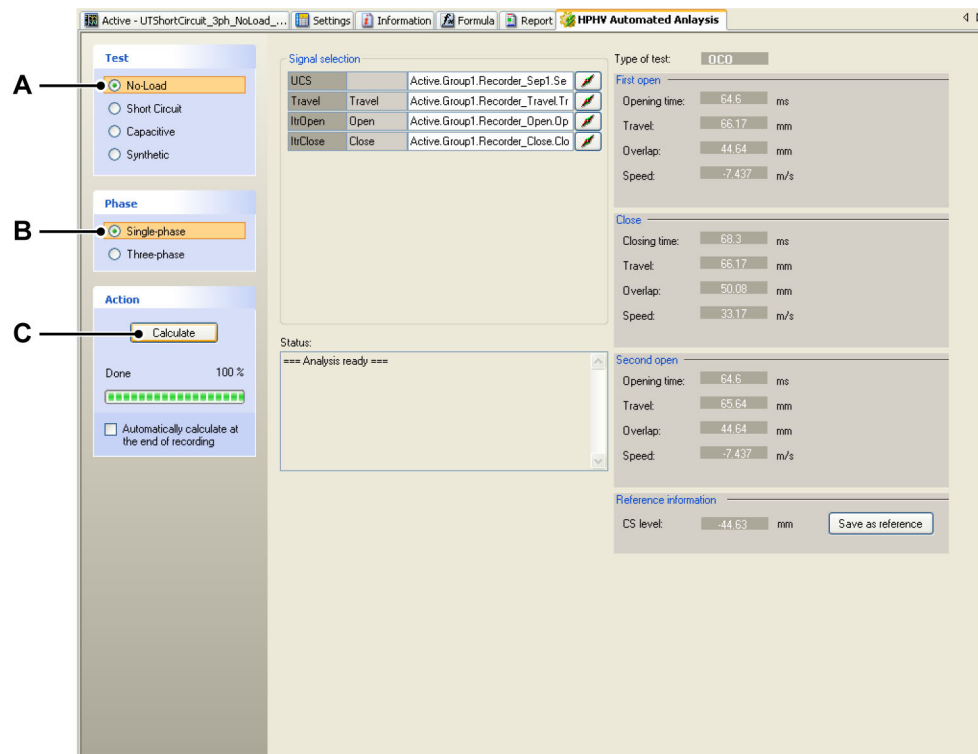 Active - UTShortCircuit_3ph_NoLoad_... Settings Information Formula Report HPHV Automated Anlaysis
A
B
C
Test
No-Load
Short Circuit
Capacitive
Synthetic
Phase
Single-phase
Three-phase
Action
Calculate
Done 100 %
Automatically calculate at
the end of recording
Signal selection
UCS Active.Group1.Recorder_Sep1.Se
Travel Travel Active.Group1.Recorder_Travel.Tr
ItrOpen Open Active.Group1.Recorder_Open.Op
ItrClose Close Active.Group1.Recorder_Close.Clo
Status:
=== Analysis ready ===
Type of test: OCO
First open
Opening time: 64.6 ms
Travel: 66.17 mm
Overlap: 44.64 mm
Speed: -7.437 m/s
Close
Closing time: 68.3 ms
Travel: 66.17 mm
Overlap: 50.08 mm
Speed: 33.17 m/s
Second open
Opening time: 64.6 ms
Travel: 65.64 mm
Overlap: 44.64 mm
Speed: -7.437 m/s
Reference information
CS level: -44.63 mm Save as reference